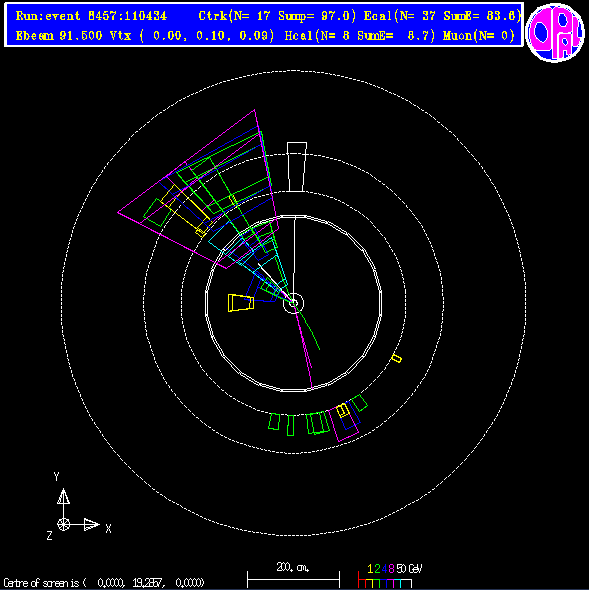 Run:event 8457:110434 Ctrk(N= 17 Sump= 97.0) Ecal(N= 37 SumE= 83.6)
Ebeam 91.500 Vtx ( 0.00, 0.10, 0.09) Hcal(N= 8 SumE= 8.7) Muon(N= 0)
OPAL
Y
X
Z
200. cm.
1 2 4 8 50 GeV
Centre of screen is ( 0.0000, 19.2857, 0.0000)